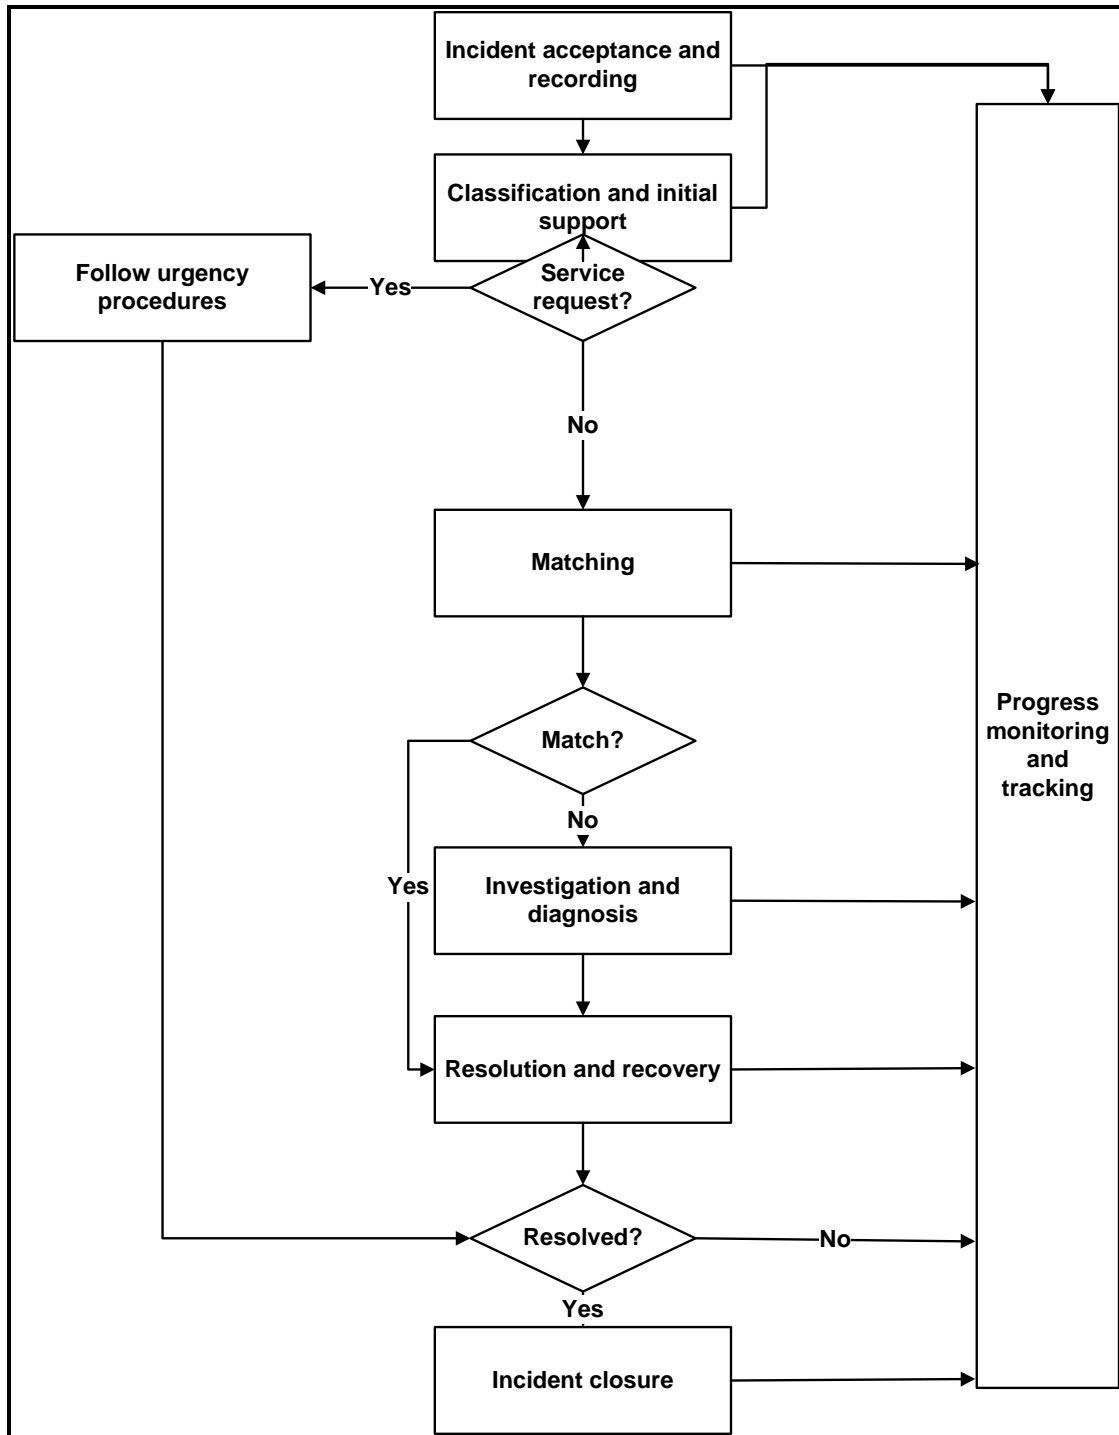 Incident acceptance and
recording
Classification and initial
support
Follow urgency
procedures
Yes
Service
request?
No
Matching
Match?
No
Yes
Investigation and
diagnosis
Resolution and recovery
Resolved?
No
Yes
Incident closure
Progress
monitoring
and
tracking